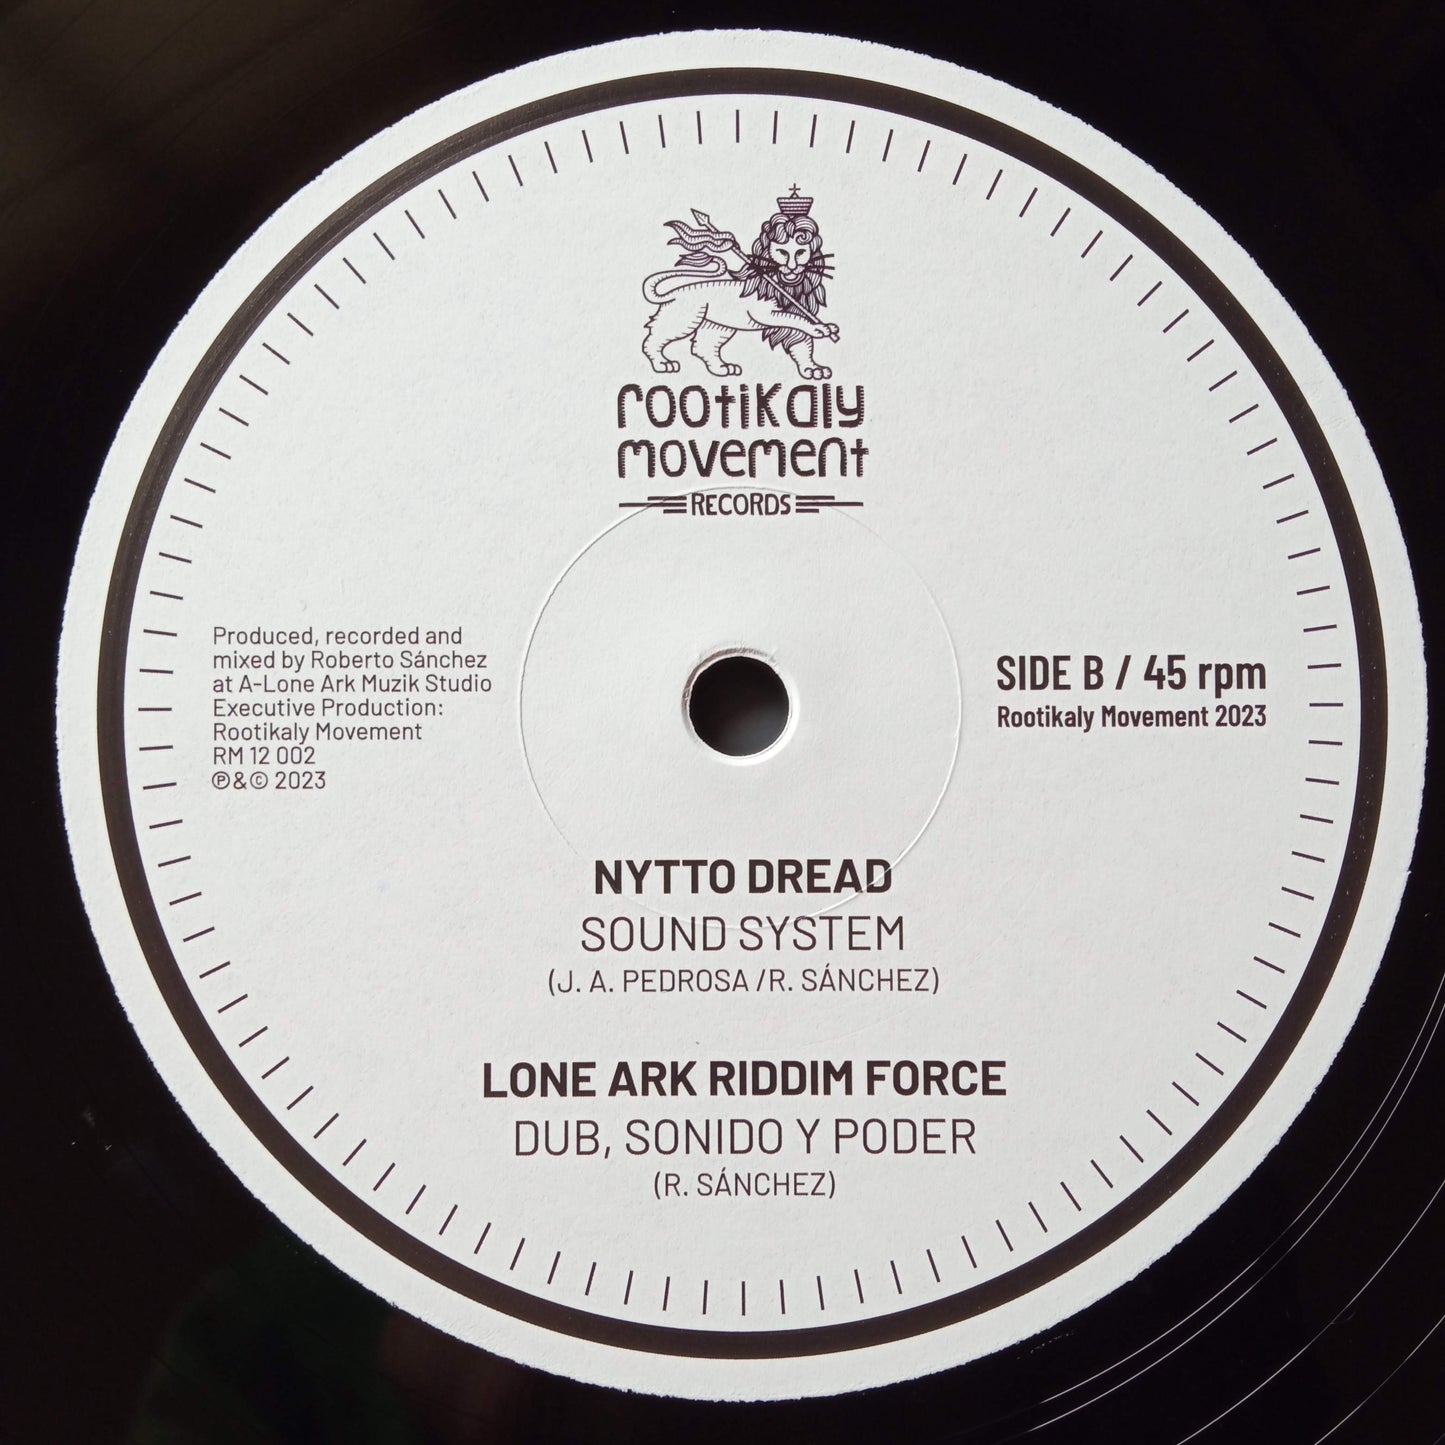 rootikaly
movement
RECORDS
Produced, recorded and
mixed by Roberto Sánchez
at A-Lone Ark Muzik Studio
Executive Production:
Rootikaly Movement
RM 12 002
℗&© 2023
SIDE B / 45 rpm
Rootikaly Movement 2023
NYTTO DREAD
SOUND SYSTEM
(J. A. PEDROSA /R. SÁNCHEZ)
LONE ARK RIDDIM FORCE
DUB, SONIDO Y PODER
(R. SÁNCHEZ)